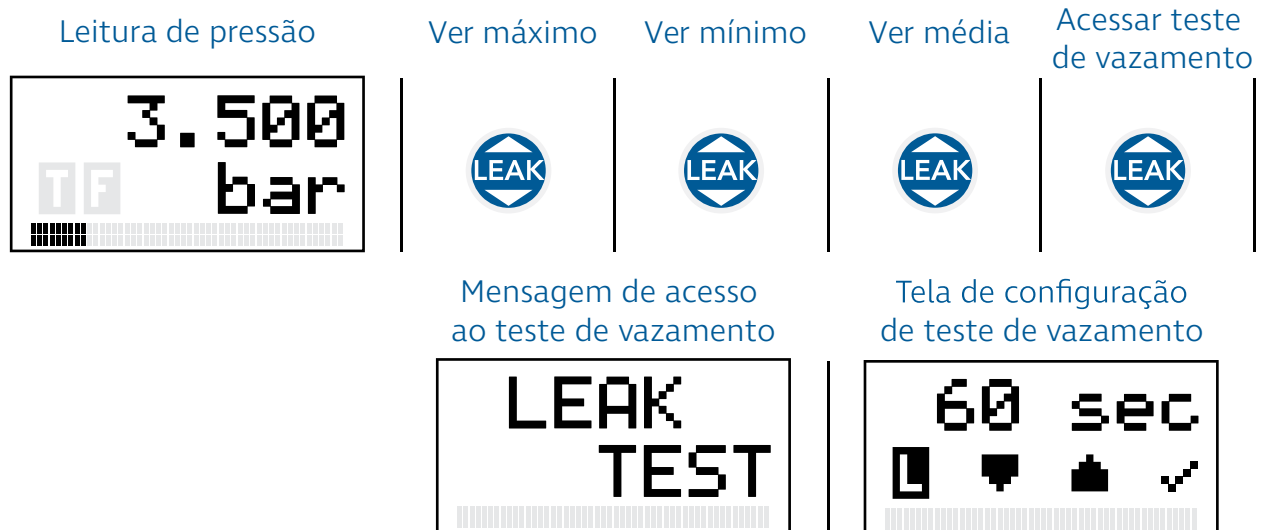 Leitura de pressão
Ver máximo
Ver mínimo
Ver média
Acessar teste
de vazamento
3.500
T F bar
LEAK
LEAK
LEAK
LEAK
Mensagem de acesso
ao teste de vazamento
Tela de configuração
de teste de vazamento
LEAK
TEST
60 sec
L